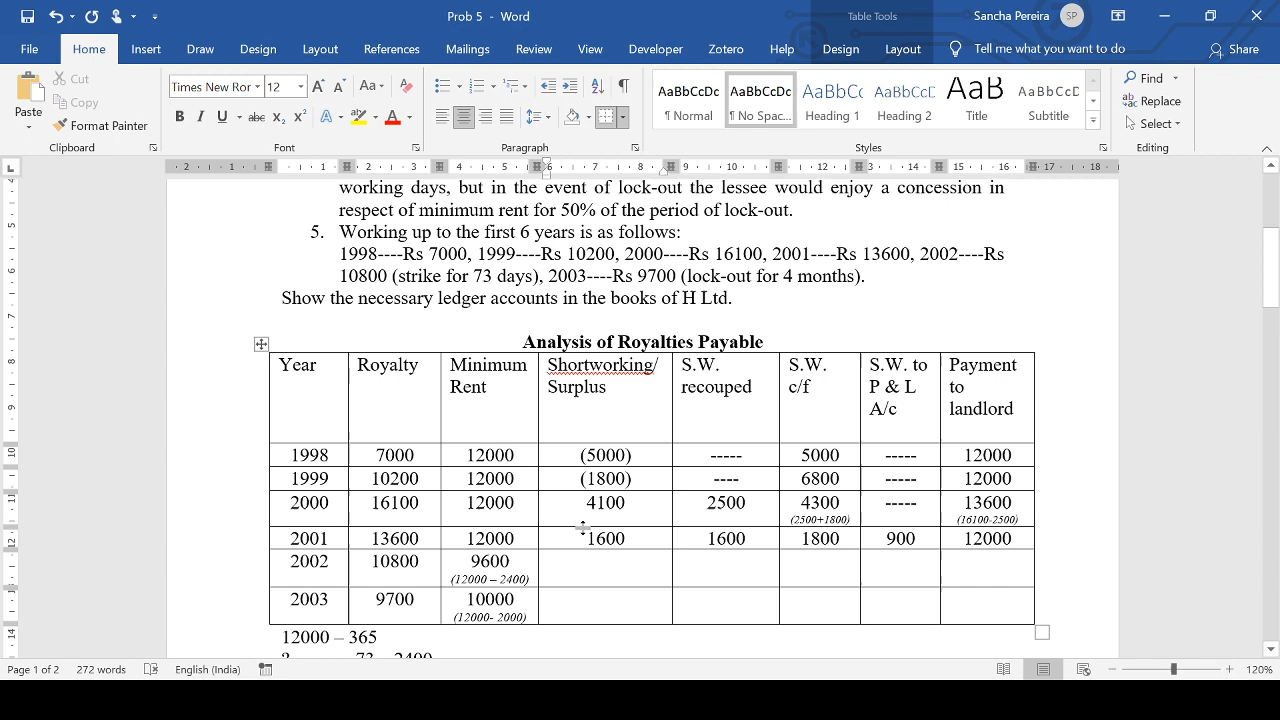 Prob 5 - Word
Table Tools
Sancha Pereira SP
File Home Insert Draw Design Layout References Mailings Review View Developer Zotero Help Design Layout Tell me what you want to do Share
Paste
Cut
Copy
Format Painter
Clipboard
Times New Ror 12
Font
Paragraph
AaBbCcDc AaBbCcDc AaBbCc AaBbCcC AaB AaBbCcD
¶ Normal ¶ No Spac... Heading 1 Heading 2 Title Subtitle
Styles
Find
Replace
Select
Editing
working days, but in the event of lock-out the lessee would enjoy a concession in
respect of minimum rent for 50% of the period of lock-out.
5. Working up to the first 6 years is as follows:
1998----Rs 7000, 1999----Rs 10200, 2000----Rs 16100, 2001----Rs 13600, 2002----Rs
10800 (strike for 73 days), 2003----Rs 9700 (lock-out for 4 months).
Show the necessary ledger accounts in the books of H Ltd.
Analysis of Royalties Payable
Year Royalty Minimum Shortworking/ S.W. S.W. S.W. to Payment
Rent Surplus recouped c/f P & L to
A/c landlord
1998 7000 12000 (5000) ----- 5000 ----- 12000
1999 10200 12000 (1800) ---- 6800 ----- 12000
2000 16100 12000 4100 2500 4300 ----- 13600
(2500+1800) (16100-2500)
2001 13600 12000 1600 1600 1800 900 12000
2002 10800 9600
(12000 – 2400)
2003 9700 10000
(12000- 2000)
12000 – 365
Page 1 of 2 272 words English (India) 120%